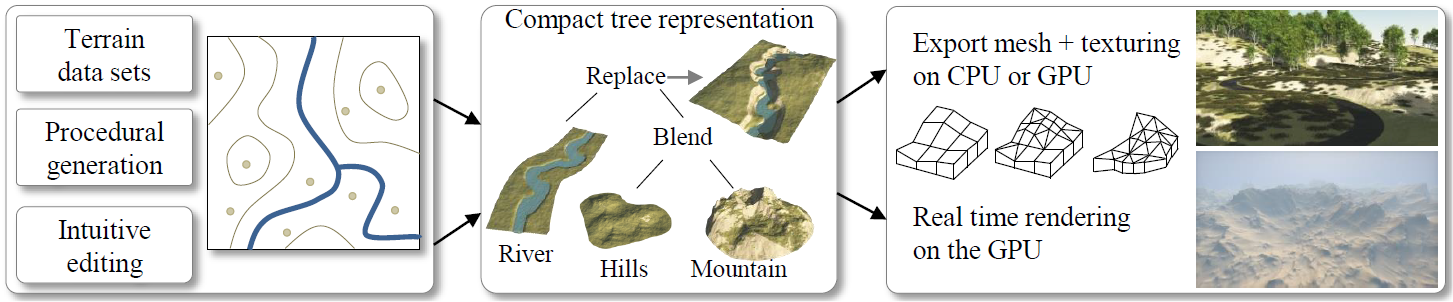 Terrain
data sets
Procedural
generation
Intuitive
editing
Compact tree representation
Replace
Blend
River
Hills
Mountain
Export mesh + texturing
on CPU or GPU
Real time rendering
on the GPU